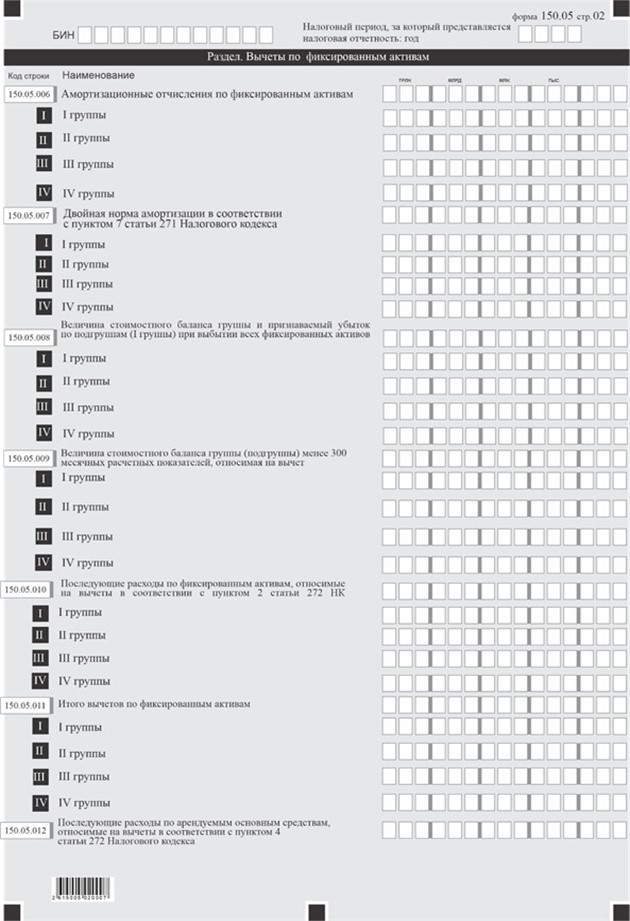 форма 150.05 стр.02
БИН
Налоговый период, за который представляется
налоговая отчетность: год
Раздел. Вычеты по фиксированным активам
Код строки Наименование
ТРЛН МЛРД МЛН ТЫС
150.05.006 Амортизационные отчисления по фиксированным активам
I I группы
II II группы
III III группы
IV IV группы
150.05.007 Двойная норма амортизации в соответствии
с пунктом 7 статьи 271 Налогового кодекса
I I группы
II II группы
III III группы
IV IV группы
150.05.008 Величина стоимостного баланса группы и признаваемый убыток
по подгруппам (I группы) при выбытии всех фиксированных активов
I I группы
II II группы
III III группы
IV IV группы
150.05.009 Величина стоимостного баланса группы (подгруппы) менее 300
месячных расчетных показателей, относимая на вычет
I I группы
II II группы
III III группы
IV IV группы
150.05.010 Последующие расходы по фиксированным активам, относимые
на вычеты в соответствии с пунктом 2 статьи 272 НК
I I группы
II II группы
III III группы
IV IV группы
150.05.011 Итого вычетов по фиксированным активам
I I группы
II II группы
III III группы
IV IV группы
150.05.012 Последующие расходы по арендуемым основным средствам,
относимые на вычеты в соответствии с пунктом 4
статьи 272 Налогового кодекса